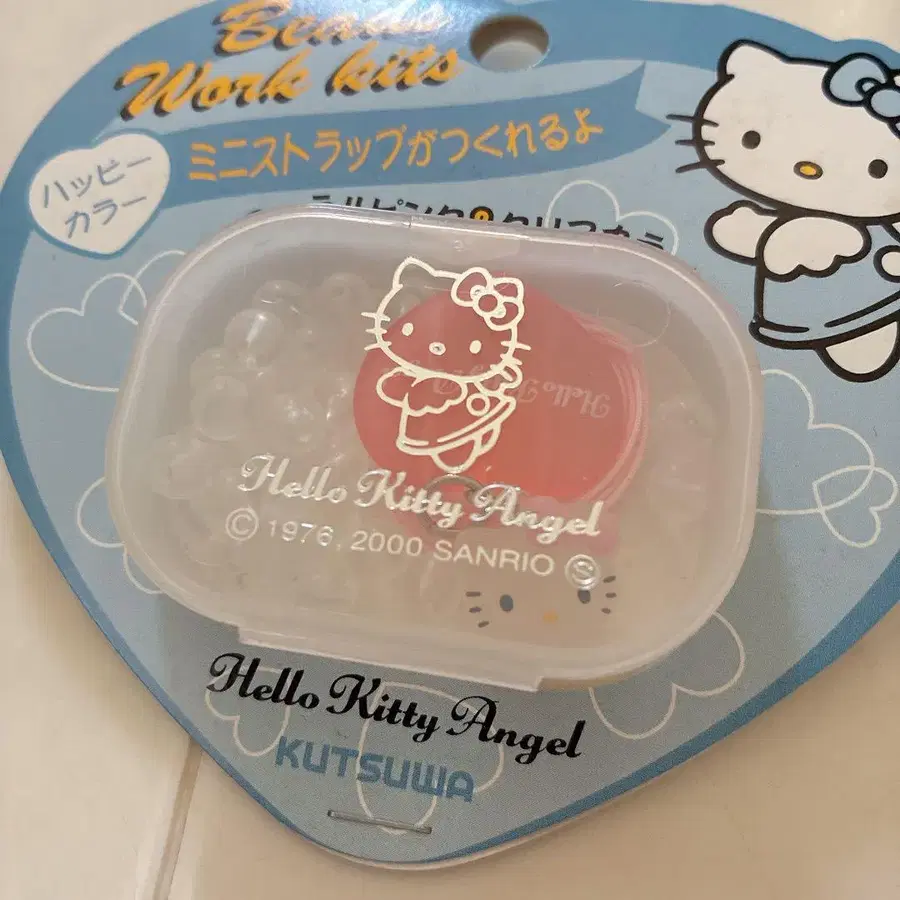 Work kits
ミニストラップがつくれるよ
ハッピー
カラー
Hello Kitty Angel
© 1976, 2000 SANRIO Ⓢ
Hello Kitty Angel
KUTSUWA